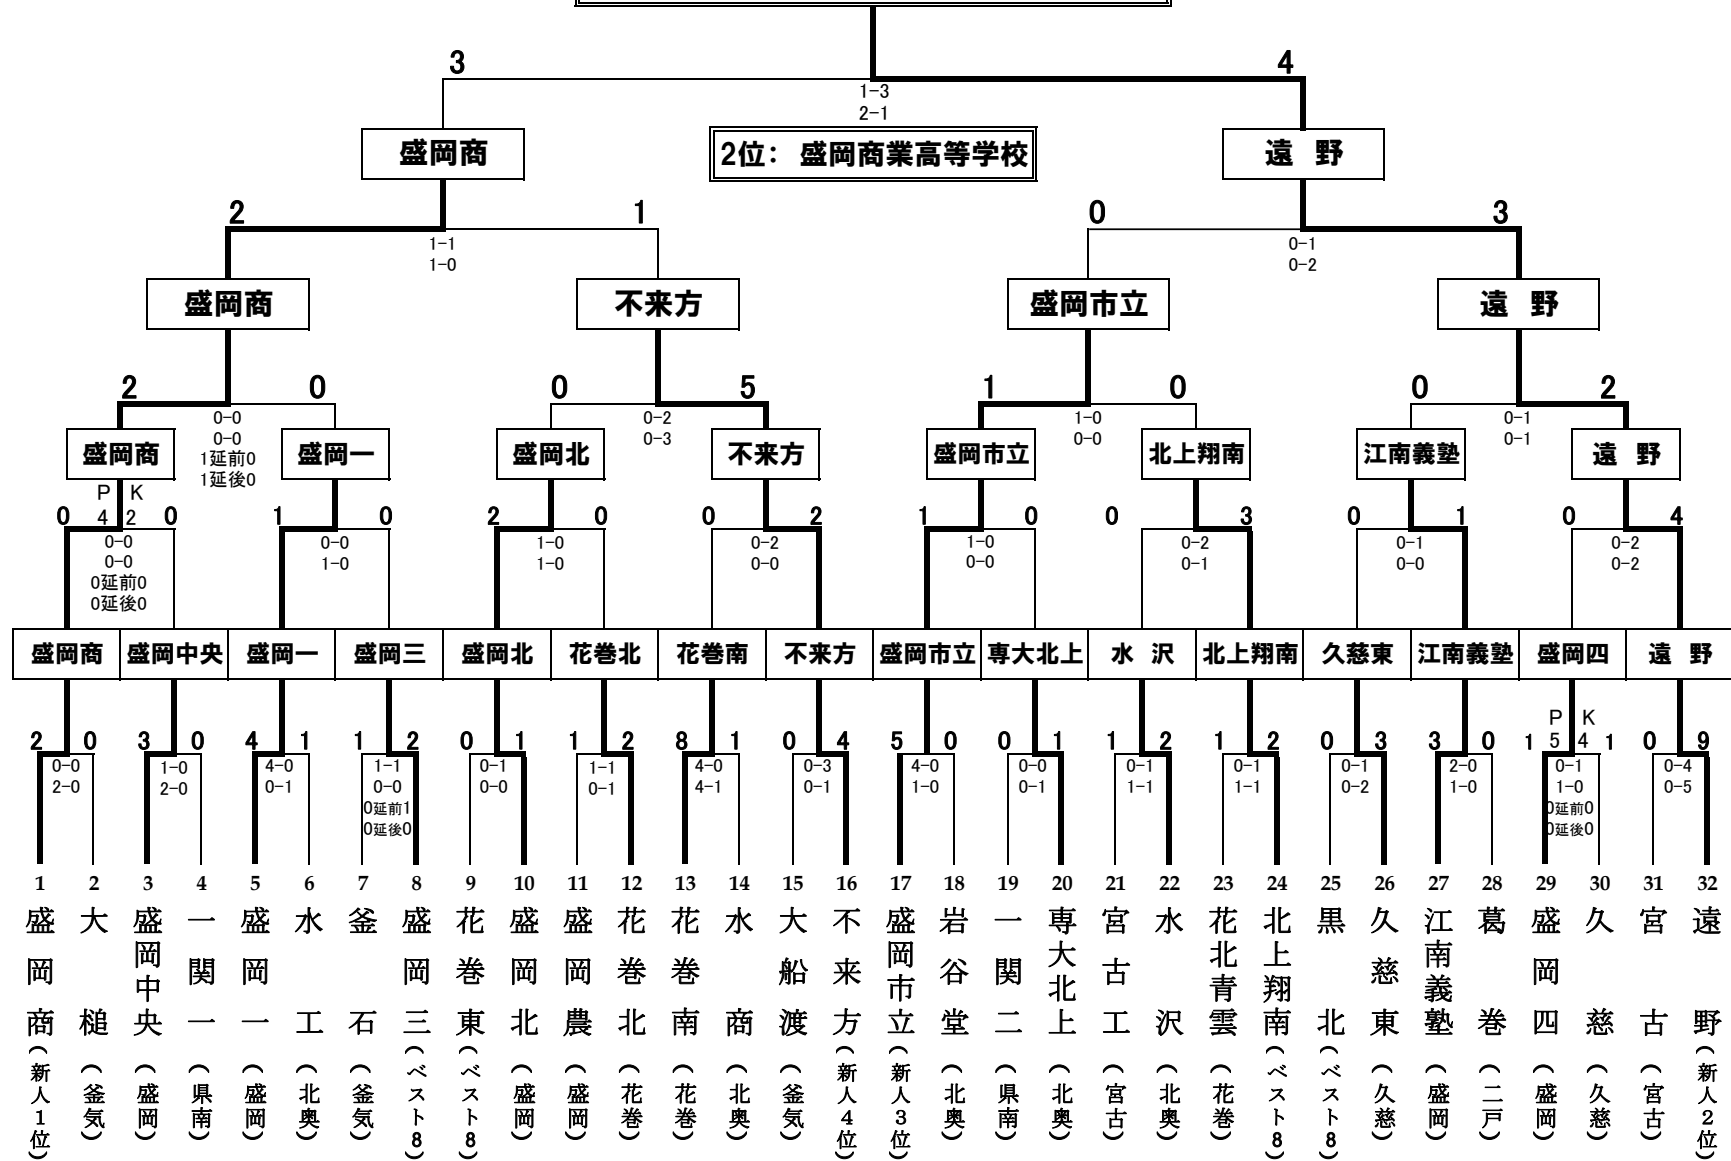 3 4
1-3
2-1
盛岡商 2位： 盛岡商業高等学校 遠 野
2 1 0 3
1-1 0-1
1-0 0-2
盛岡商 不来方 盛岡市立 遠 野
2 0 0 5 1 0 0 2
0-0 0-2 1-0 0-1
0-0 0-3 0-0 0-1
1延前0
1延後0
盛岡商 盛岡一 盛岡北 不来方 盛岡市立 北上翔南 江南義塾 遠 野
P K
0 4 2 0 1 0 2 0 0 2 1 0 0 3 0 1 0 4
0-0 0-0 1-0 0-2 1-0 0-2 0-1 0-2
0-0 1-0 1-0 0-0 0-0 0-1 0-0 0-2
0延前0
0延後0
盛岡商 盛岡中央 盛岡一 盛岡三 盛岡北 花巻北 花巻南 不来方 盛岡市立 専大北上 水 沢 北上翔南 久慈東 江南義塾 盛岡四 遠 野
P K
2 0 3 0 4 1 1 2 0 1 1 2 8 1 0 4 5 0 0 1 1 2 1 2 0 3 3 0 1 5 4 1 0 9
0-0 1-0 4-0 1-1 0-1 1-1 4-0 0-3 4-0 0-0 0-1 0-1 0-1 2-0 0-1 0-4
2-0 2-0 0-1 0-0 0-0 0-1 4-1 0-1 1-0 0-1 1-1 1-1 0-2 1-0 1-0 0-5
0延前1 0延前0
0延後0 0延後0
1 2 3 4 5 6 7 8 9 10 11 12 13 14 15 16 17 18 19 20 21 22 23 24 25 26 27 28 29 30 31 32
盛岡商(新人1位)
大槌(釜気)
盛岡中央(盛岡)
一関一(県南)
盛岡一(盛岡)
水工(北奥)
釜石(釜気)
盛岡三(ベスト8)
花巻東(ベスト8)
盛岡北(盛岡)
盛岡農(盛岡)
花巻北(花巻)
花巻南(花巻)
水商(北奥)
大船渡(釜気)
不来方(新人4位)
盛岡市立(新人3位)
岩谷堂(北奥)
一関二(県南)
専大北上(北奥)
宮古工(宮古)
水沢(北奥)
花北青雲(花巻)
北上翔南(ベスト8)
黒北(ベスト8)
久慈東(久慈)
江南義塾(盛岡)
葛巻(二戸)
盛岡四(盛岡)
久慈(久慈)
宮古(宮古)
遠野(新人2位)